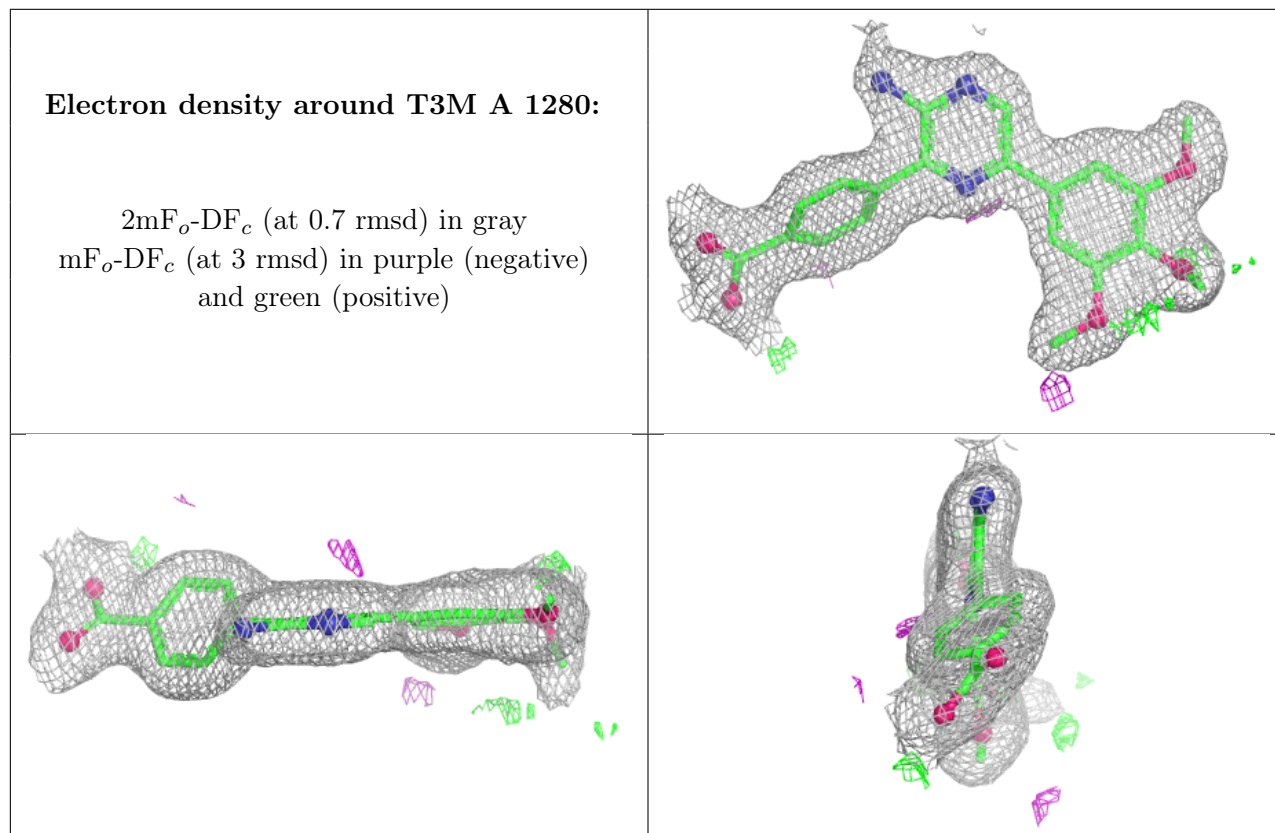 Electron density around T3M A 1280:
2mFₒ-DF𝑐 (at 0.7 rmsd) in gray
mFₒ-DF𝑐 (at 3 rmsd) in purple (negative)
and green (positive)